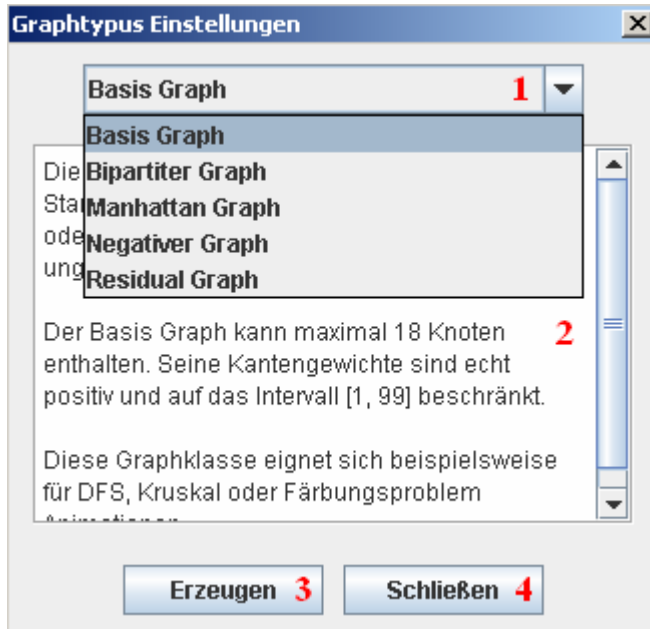 Graphtypus Einstellungen
Basis Graph 1
Basis Graph
Die Bipartiter Graph
Manhattan Graph
ode Negativer Graph
ung Residual Graph
Der Basis Graph kann maximal 18 Knoten 2
enthalten. Seine Kantengewichte sind echt
positiv und auf das Intervall [1, 99] beschränkt.
Diese Graphklasse eignet sich beispielsweise
für DFS, Kruskal oder Färbungsproblem
Animationen
Erzeugen 3 Schließen 4